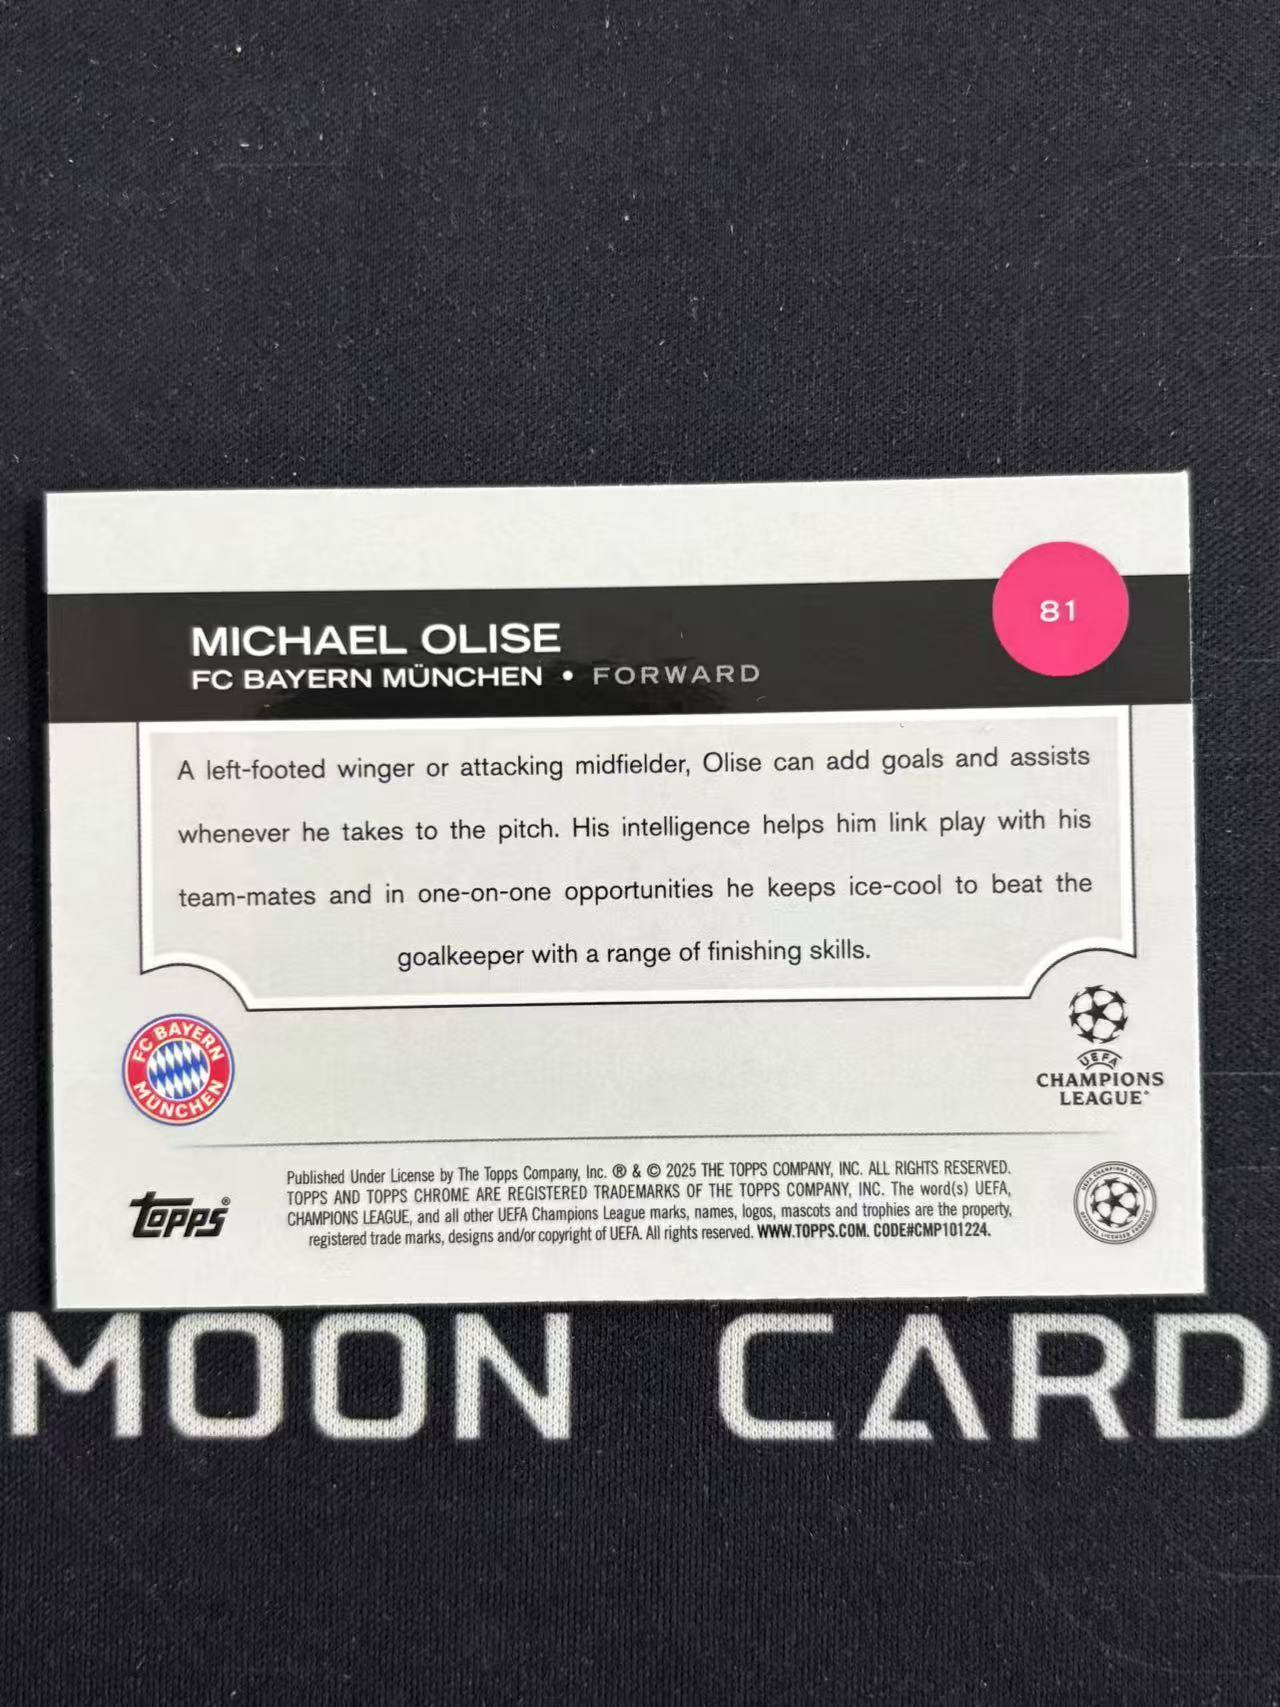 81
MICHAEL OLISE
FC BAYERN MÜNCHEN • FORWARD
A left-footed winger or attacking midfielder, Olise can add goals and assists
whenever he takes to the pitch. His intelligence helps him link play with his
team-mates and in one-on-one opportunities he keeps ice-cool to beat the
goalkeeper with a range of finishing skills.
FC BAYERN
MÜNCHEN
UEFA
CHAMPIONS
LEAGUE
Topps®
Published Under License by The Topps Company, Inc. ® & © 2025 THE TOPPS COMPANY, INC. ALL RIGHTS RESERVED.
TOPPS AND TOPPS CHROME ARE REGISTERED TRADEMARKS OF THE TOPPS COMPANY, INC. The word(s) UEFA,
CHAMPIONS LEAGUE, and all other UEFA Champions League marks, names, logos, mascots and trophies are the property,
registered trade marks, designs and/or copyright of UEFA. All rights reserved. WWW.TOPPS.COM. CODE#CMP101224.
MOON CARD